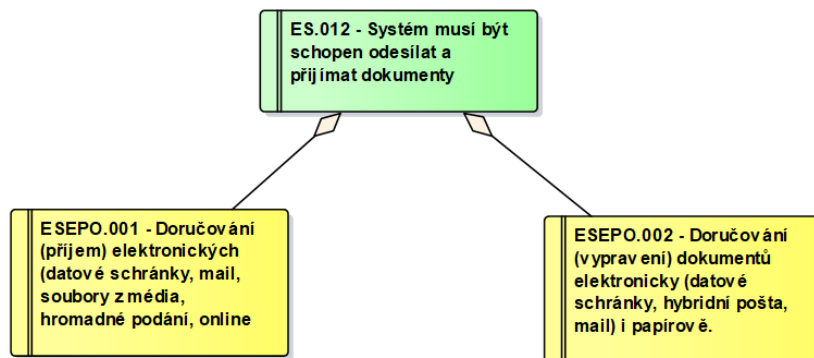 ES.012 - Systém musí být
schopen odesílat a
přijímat dokumenty
ESEPO.001 - Doručování
(příjem) elektronických
(datové schránky, mail,
soubory z média,
hromadné podání, online
ESEPO.002 - Doručování
(vypravení) dokumentů
elektronicky (datové
schránky, hybridní pošta,
mail) i papírově.